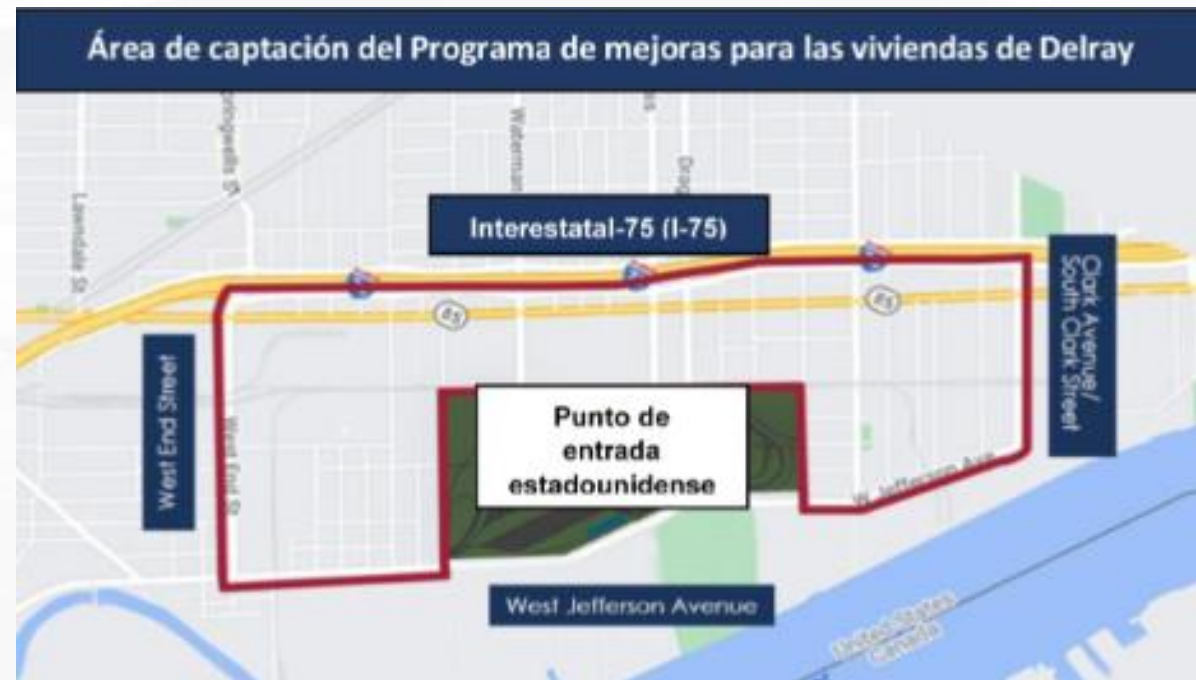 Área de captación del Programa de mejoras para las viviendas de Delray
Lawndale St
Waterman
Drag
Interestatal-75 (I-75)
85
85
Clark Avenue/
South Clark Street
West End Street
West End St
Punto de
entrada
estadounidense
W. Jefferson Ave
West Jefferson Avenue
United States
Canada